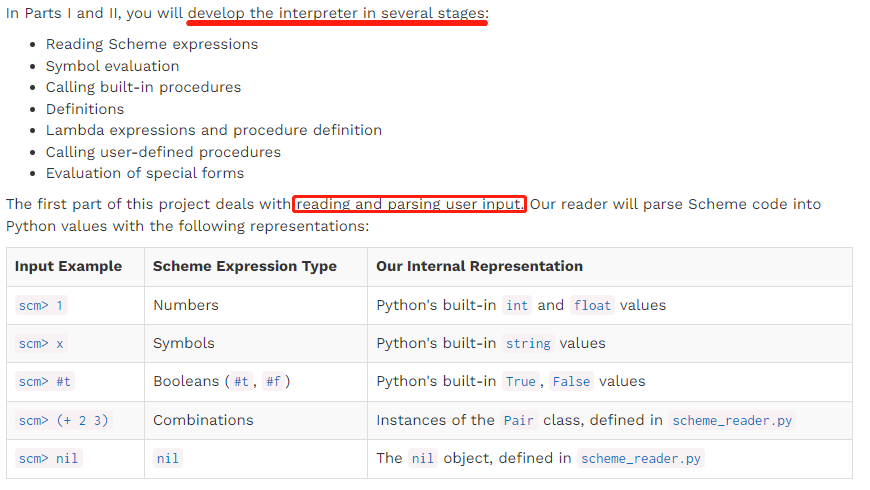 In Parts I and II, you will develop the interpreter in several stages:
Reading Scheme expressions
Symbol evaluation
Calling built-in procedures
Definitions
Lambda expressions and procedure definition
Calling user-defined procedures
Evaluation of special forms
The first part of this project deals with reading and parsing user input. Our reader will parse Scheme code into
Python values with the following representations:
Input Example Scheme Expression Type Our Internal Representation
scm> 1 Numbers Python's built-in int and float values
scm> x Symbols Python's built-in string values
scm> #t Booleans (#t, #f) Python's built-in True, False values
scm> (+ 2 3) Combinations Instances of the Pair class, defined in scheme_reader.py
scm> nil nil The nil object, defined in scheme_reader.py